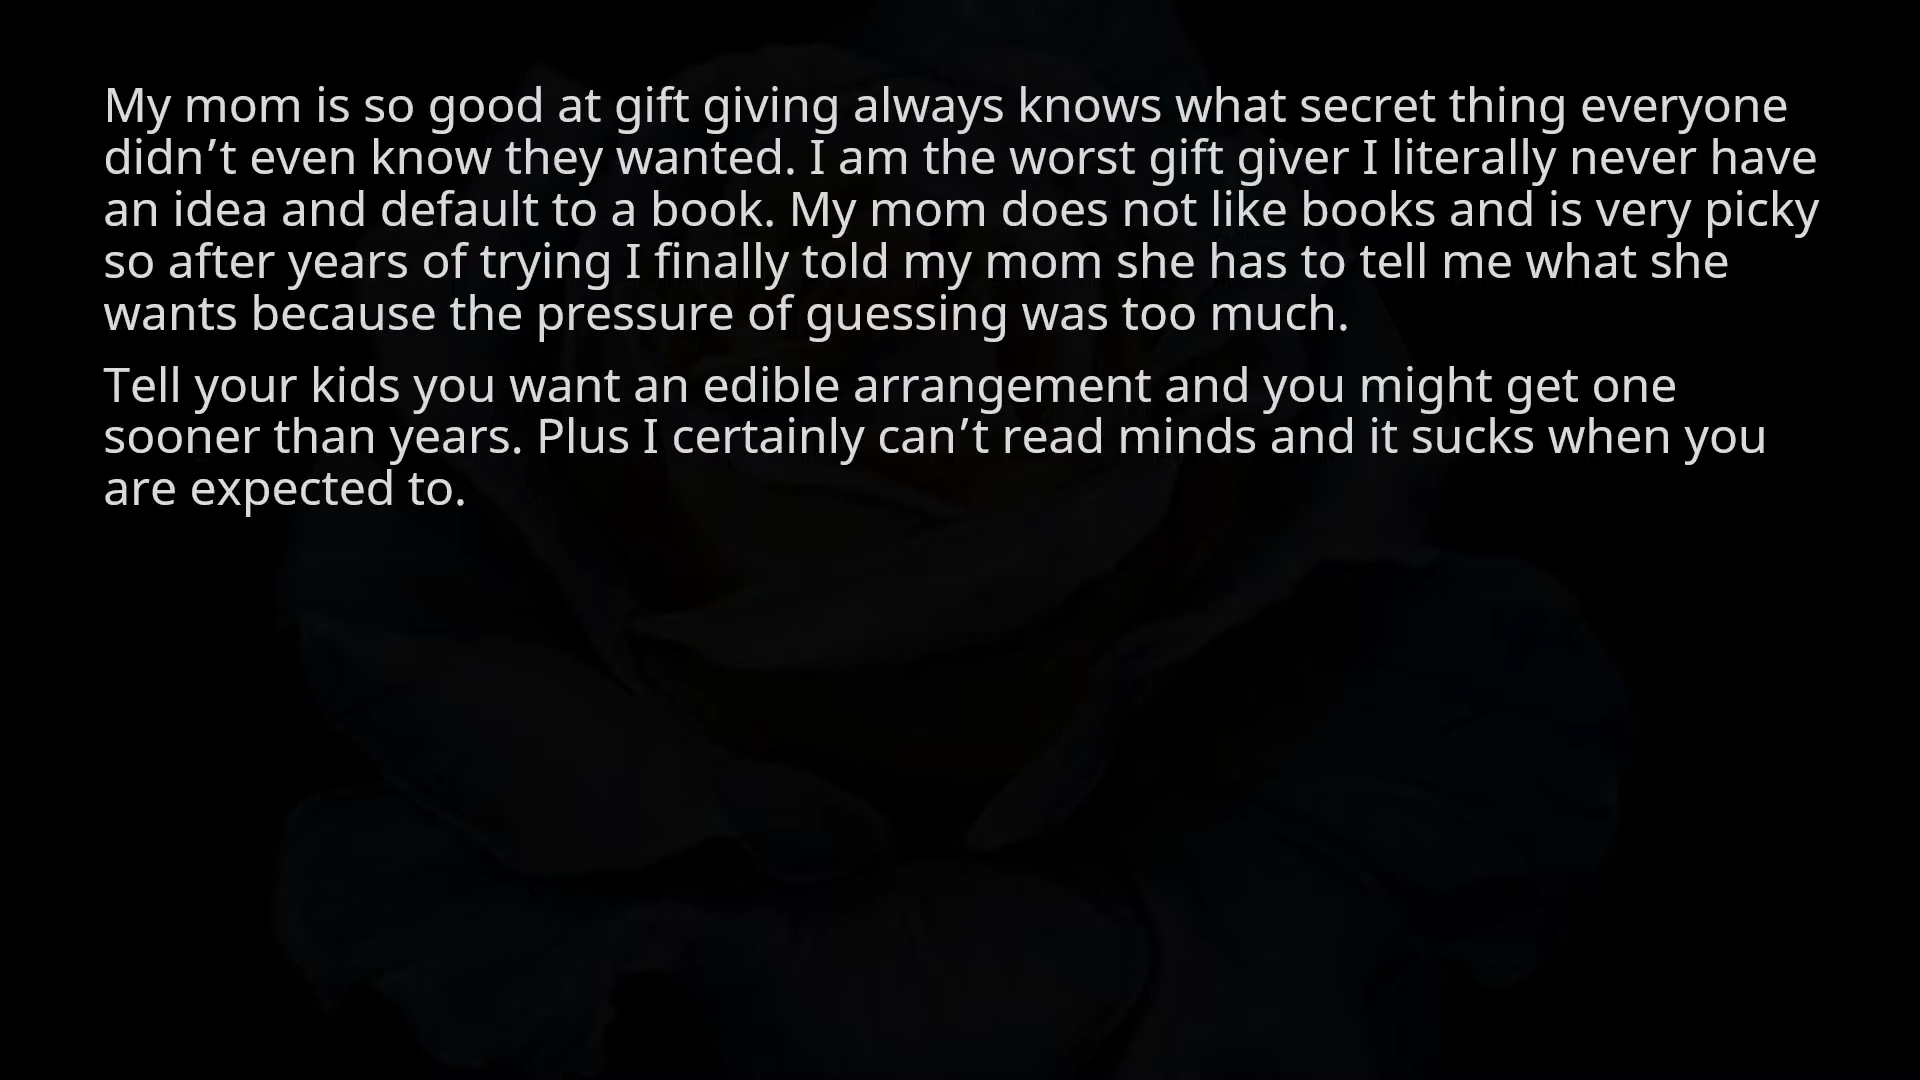 My mom is so good at gift giving always knows what secret thing everyone
didn’t even know they wanted. I am the worst gift giver I literally never have
an idea and default to a book. My mom does not like books and is very picky
so after years of trying I finally told my mom she has to tell me what she
wants because the pressure of guessing was too much.
Tell your kids you want an edible arrangement and you might get one
sooner than years. Plus I certainly can’t read minds and it sucks when you
are expected to.